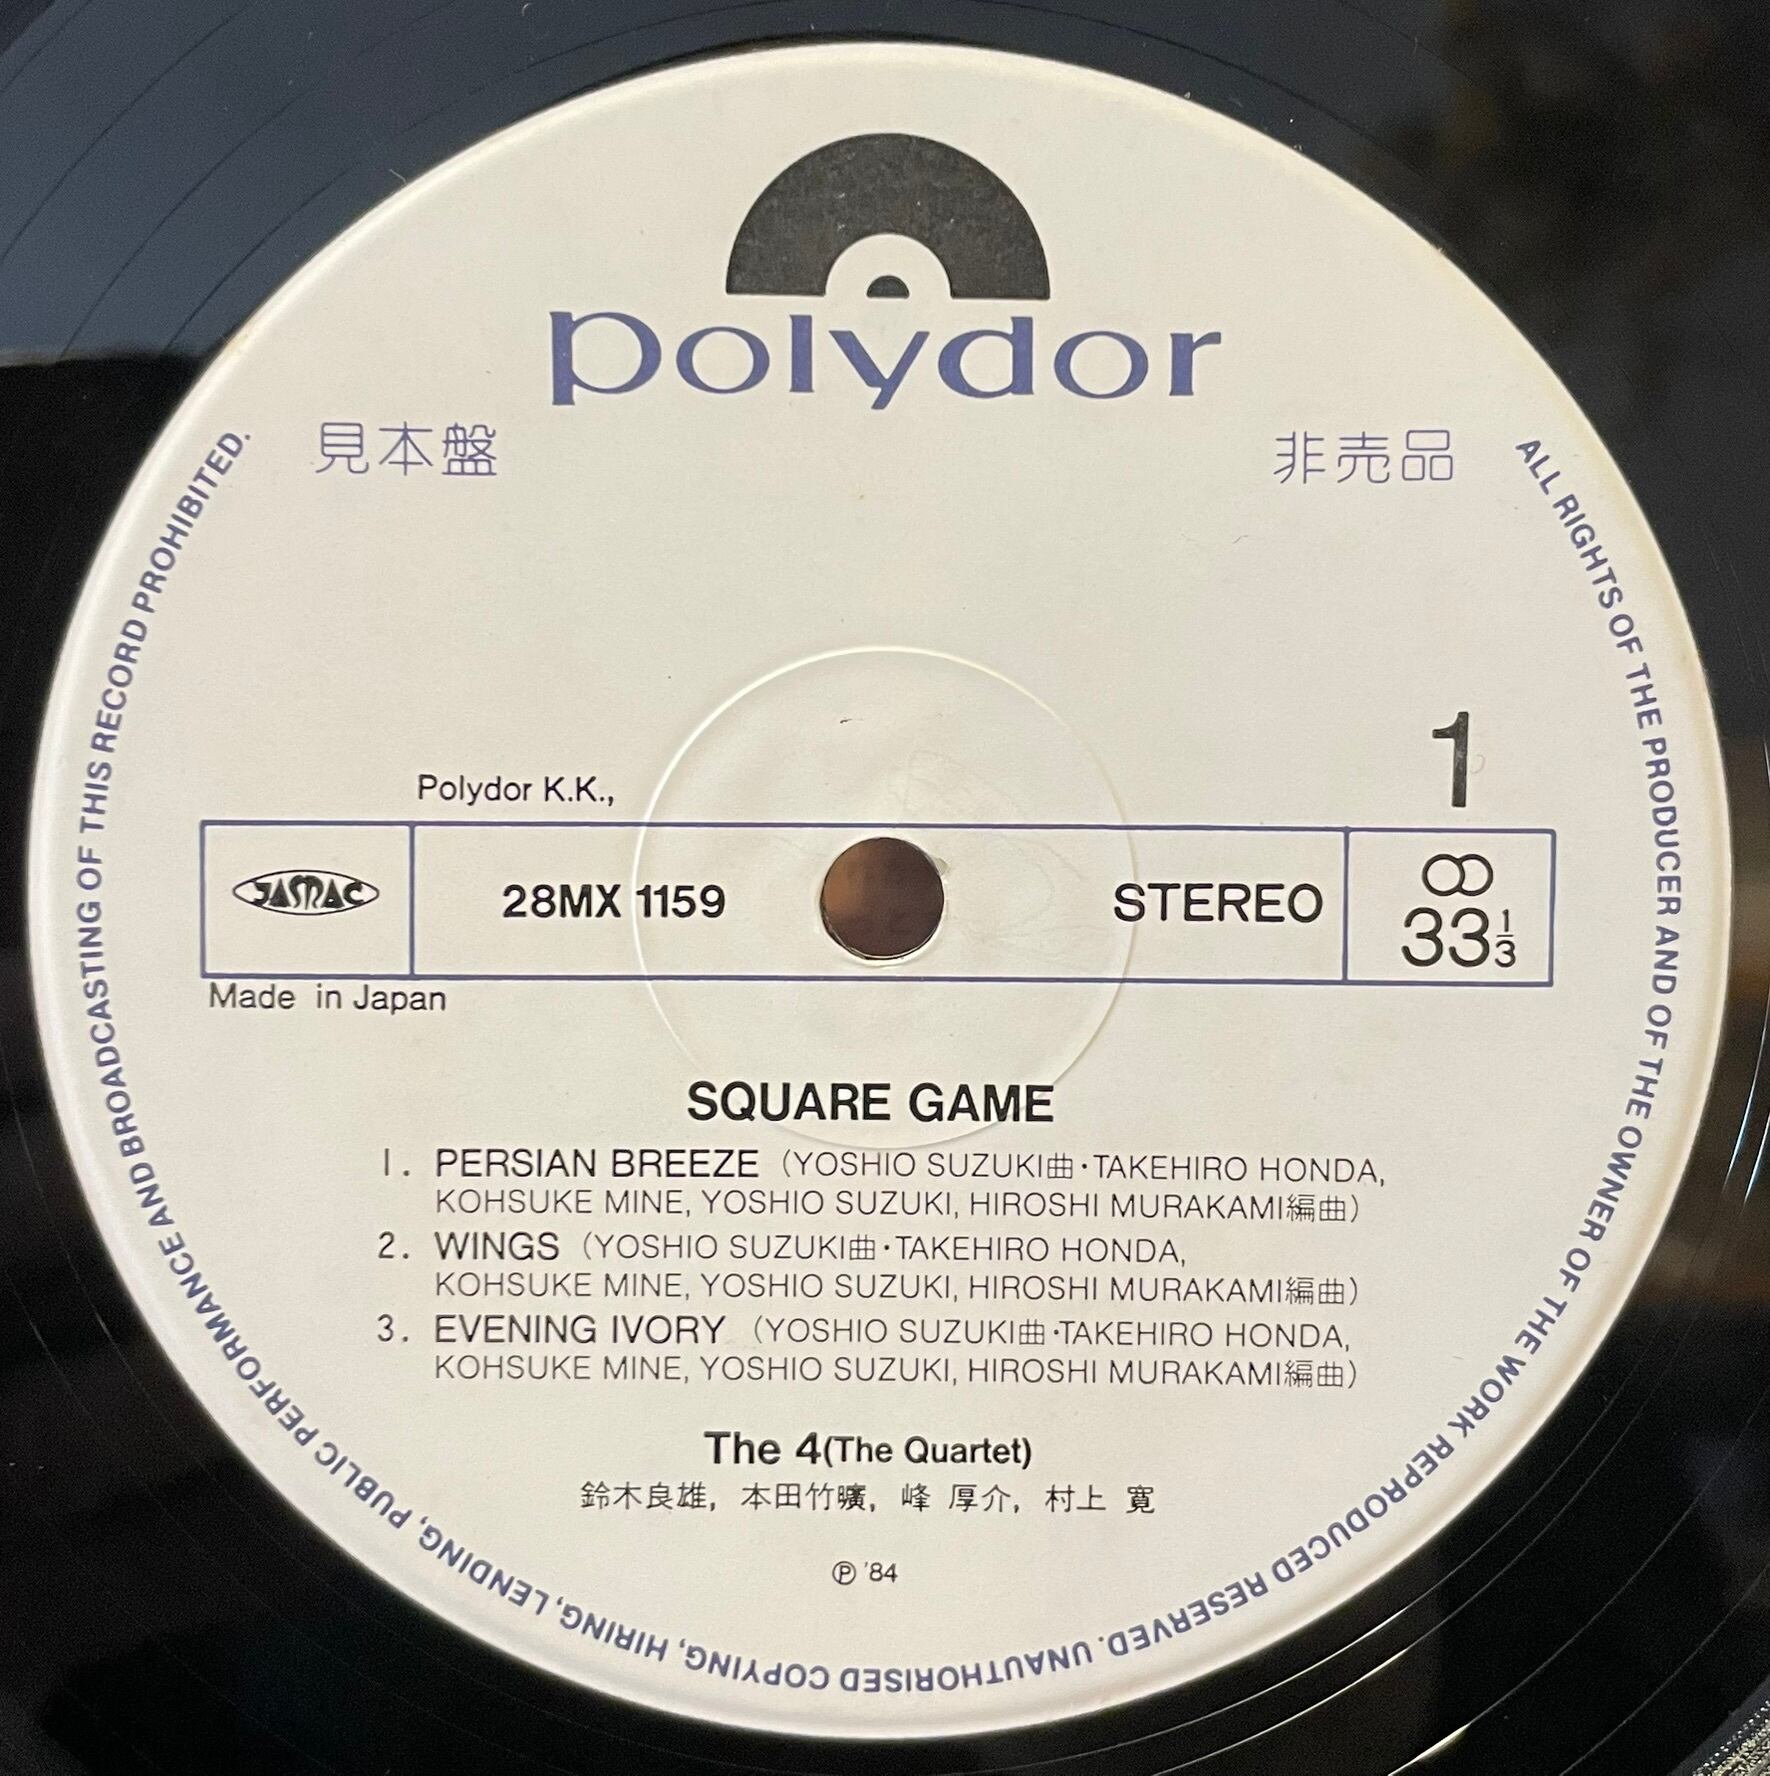 polydor
見本盤
非売品
1
Polydor K.K.,
JASRAC
28MX 1159
STEREO
33 1/3
Made in Japan
SQUARE GAME
1. PERSIAN BREEZE (YOSHIO SUZUKI曲・TAKEHIRO HONDA,
KOHSUKE MINE, YOSHIO SUZUKI, HIROSHI MURAKAMI編曲)
2. WINGS (YOSHIO SUZUKI曲・TAKEHIRO HONDA,
KOHSUKE MINE, YOSHIO SUZUKI, HIROSHI MURAKAMI編曲)
3. EVENING IVORY (YOSHIO SUZUKI曲・TAKEHIRO HONDA,
KOHSUKE MINE, YOSHIO SUZUKI, HIROSHI MURAKAMI編曲)
The 4(The Quartet)
鈴木良雄, 本田竹曠, 峰 厚介, 村上 寛
℗ '84
ALL RIGHTS OF THE PRODUCER AND OF THE OWNER OF THE WORK REPRODUCED RESERVED. UNAUTHORISED COPYING, HIRING, LENDING, PUBLIC PERFORMANCE AND BROADCASTING OF THIS RECORD PROHIBITED.